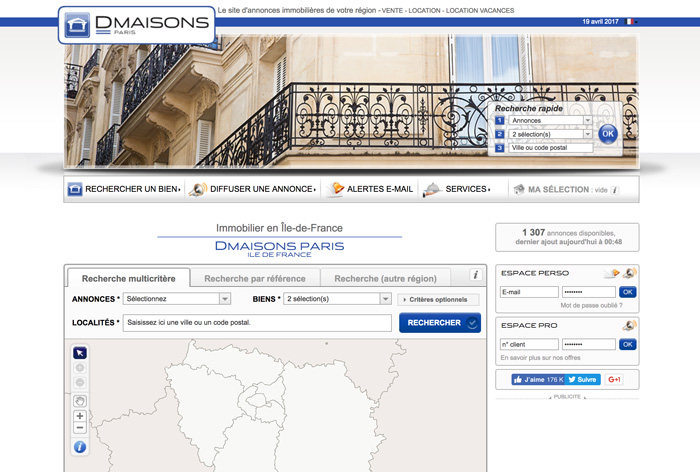 Le site d'annonces immobilières de votre région - VENTE - LOCATION - LOCATION VACANCES
DMAISONS
PARIS
19 avril 2017
Recherche rapide
1 Annonces
2 2 sélection(s)
OK
3 Ville ou code postal
RECHERCHER UN BIEN
DIFFUSER UNE ANNONCE
ALERTES E-MAIL
SERVICES
MA SÉLECTION : vide i
Immobilier en Île-de-France
DMAISONS PARIS
ILE DE FRANCE
1 307 annonces disponibles,
dernier ajout aujourd'hui à 00:48
Recherche multicritère
Recherche par référence
Recherche (autre région)
i
ANNONCES * Sélectionnez
BIENS * 2 sélection(s)
Critères optionnels
LOCALITÉS * Saisissez ici une ville ou un code postal.
RECHERCHER
ESPACE PERSO
E-mail
••••••••
OK
Mot de passe oublié ?
ESPACE PRO
n° client
••••••••
OK
En savoir plus sur nos offres
J'aime 176 K
Suivre
G+1
PUBLICITE
+
−
i